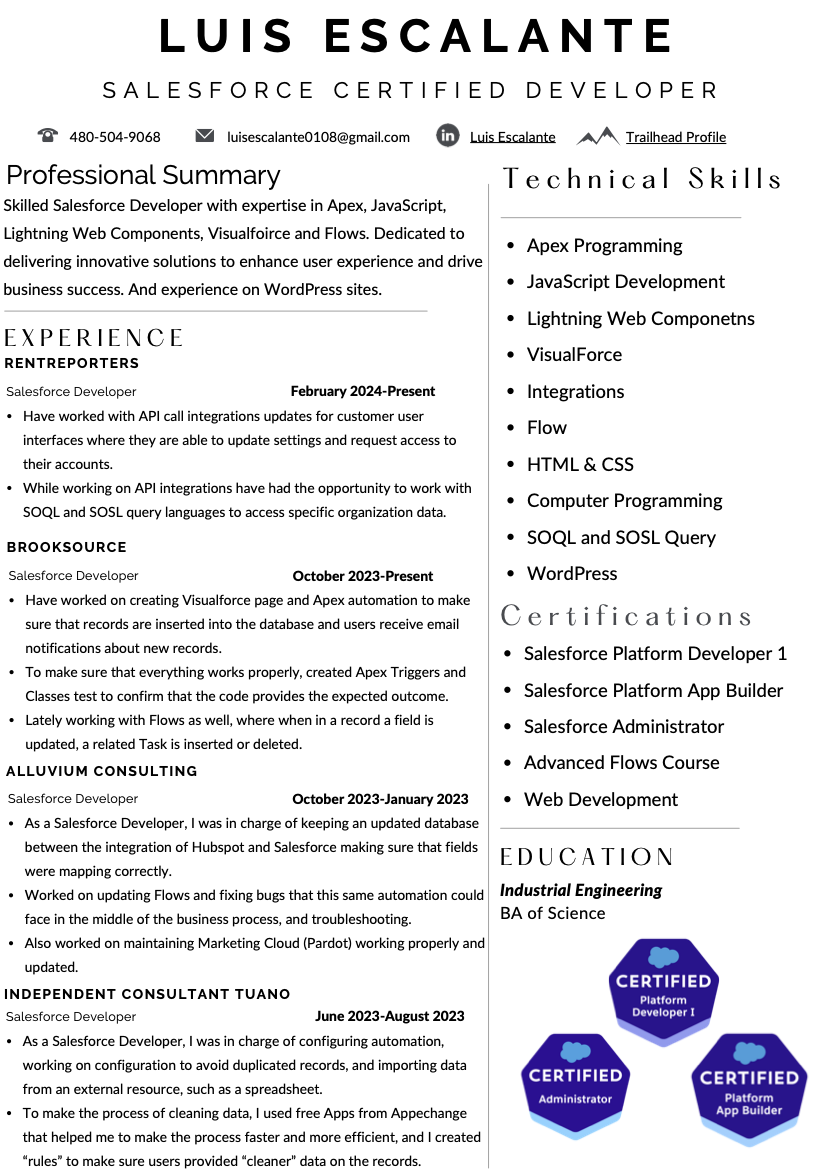 LUIS ESCALANTE
SALESFORCE CERTIFIED DEVELOPER
480-504-9068 luisescalante0108@gmail.com in Luis Escalante Trailhead Profile
Professional Summary
Skilled Salesforce Developer with expertise in Apex, JavaScript,
Lightning Web Components, Visualfoirce and Flows. Dedicated to
delivering innovative solutions to enhance user experience and drive
business success. And experience on WordPress sites.
EXPERIENCE
RENTREPORTERS
Salesforce Developer February 2024-Present
• Have worked with API call integrations updates for customer user
interfaces where they are able to update settings and request access to
their accounts.
• While working on API integrations have had the opportunity to work with
SOQL and SOSL query languages to access specific organization data.
BROOKSOURCE
Salesforce Developer October 2023-Present
• Have worked on creating Visualforce page and Apex automation to make
sure that records are inserted into the database and users receive email
notifications about new records.
• To make sure that everything works properly, created Apex Triggers and
Classes test to confirm that the code provides the expected outcome.
• Lately working with Flows as well, where when in a record a field is
updated, a related Task is inserted or deleted.
ALLUVIUM CONSULTING
Salesforce Developer October 2023-January 2023
• As a Salesforce Developer, I was in charge of keeping an updated database
between the integration of Hubspot and Salesforce making sure that fields
were mapping correctly.
• Worked on updating Flows and fixing bugs that this same automation could
face in the middle of the business process, and troubleshooting.
• Also worked on maintaining Marketing Cloud (Pardot) working properly and
updated.
INDEPENDENT CONSULTANT TUANO
Salesforce Developer June 2023-August 2023
• As a Salesforce Developer, I was in charge of configuring automation,
working on configuration to avoid duplicated records, and importing data
from an external resource, such as a spreadsheet.
• To make the process of cleaning data, I used free Apps from Appechange
that helped me to make the process faster and more efficient, and I created
“rules” to make sure users provided “cleaner” data on the records.
Technical Skills
• Apex Programming
• JavaScript Development
• Lightning Web Componetns
• VisualForce
• Integrations
• Flow
• HTML & CSS
• Computer Programming
• SOQL and SOSL Query
• WordPress
Certifications
• Salesforce Platform Developer 1
• Salesforce Platform App Builder
• Salesforce Administrator
• Advanced Flows Course
• Web Development
EDUCATION
Industrial Engineering
BA of Science
CERTIFIED
Platform
Developer I
CERTIFIED
Administrator
CERTIFIED
Platform
App Builder